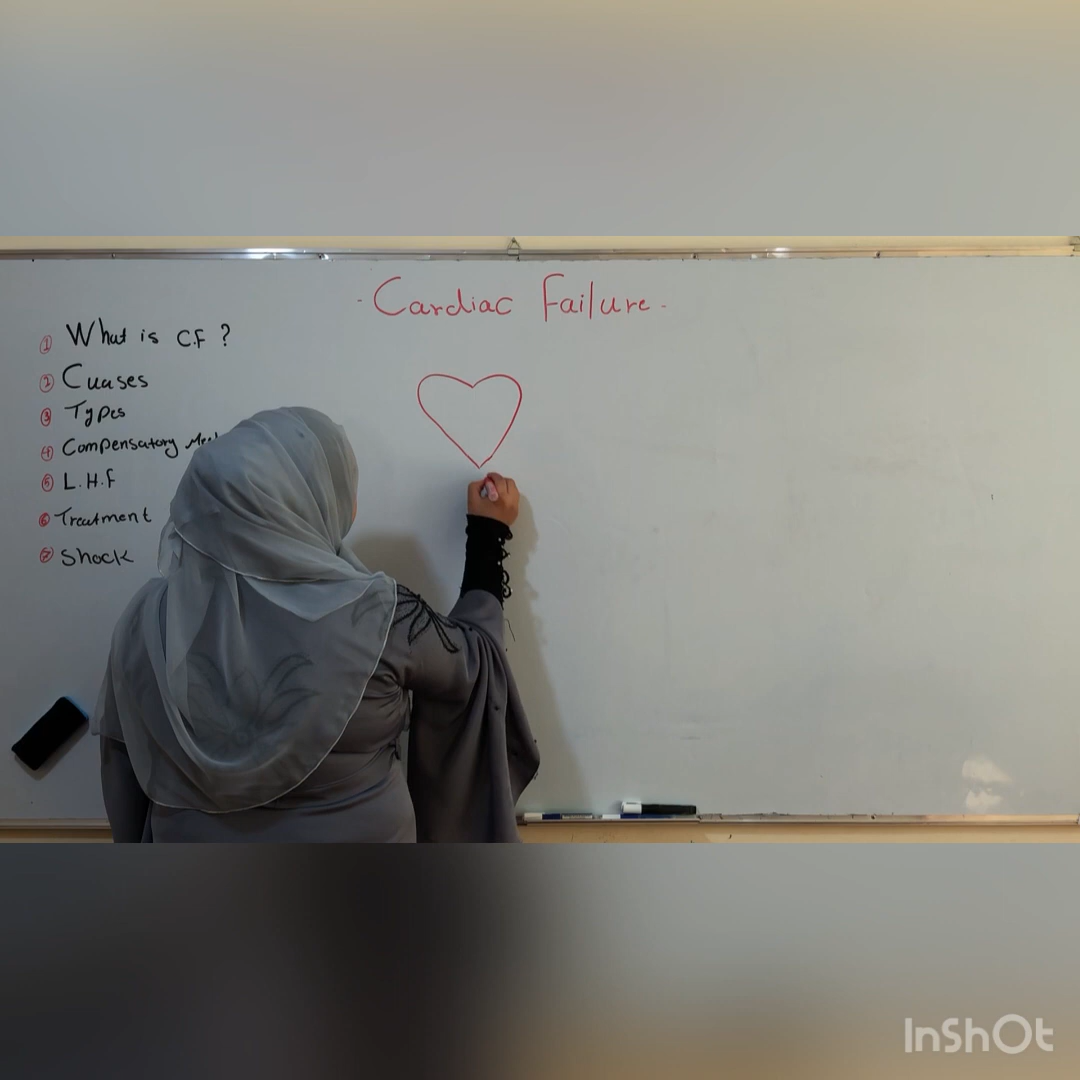 - Cardiac Failure -
① What is C.F ?
② Cuases
③ Types
④ Compensatory
⑤ L.H.F
⑥ Treatment
⑦ Shock
InShOt